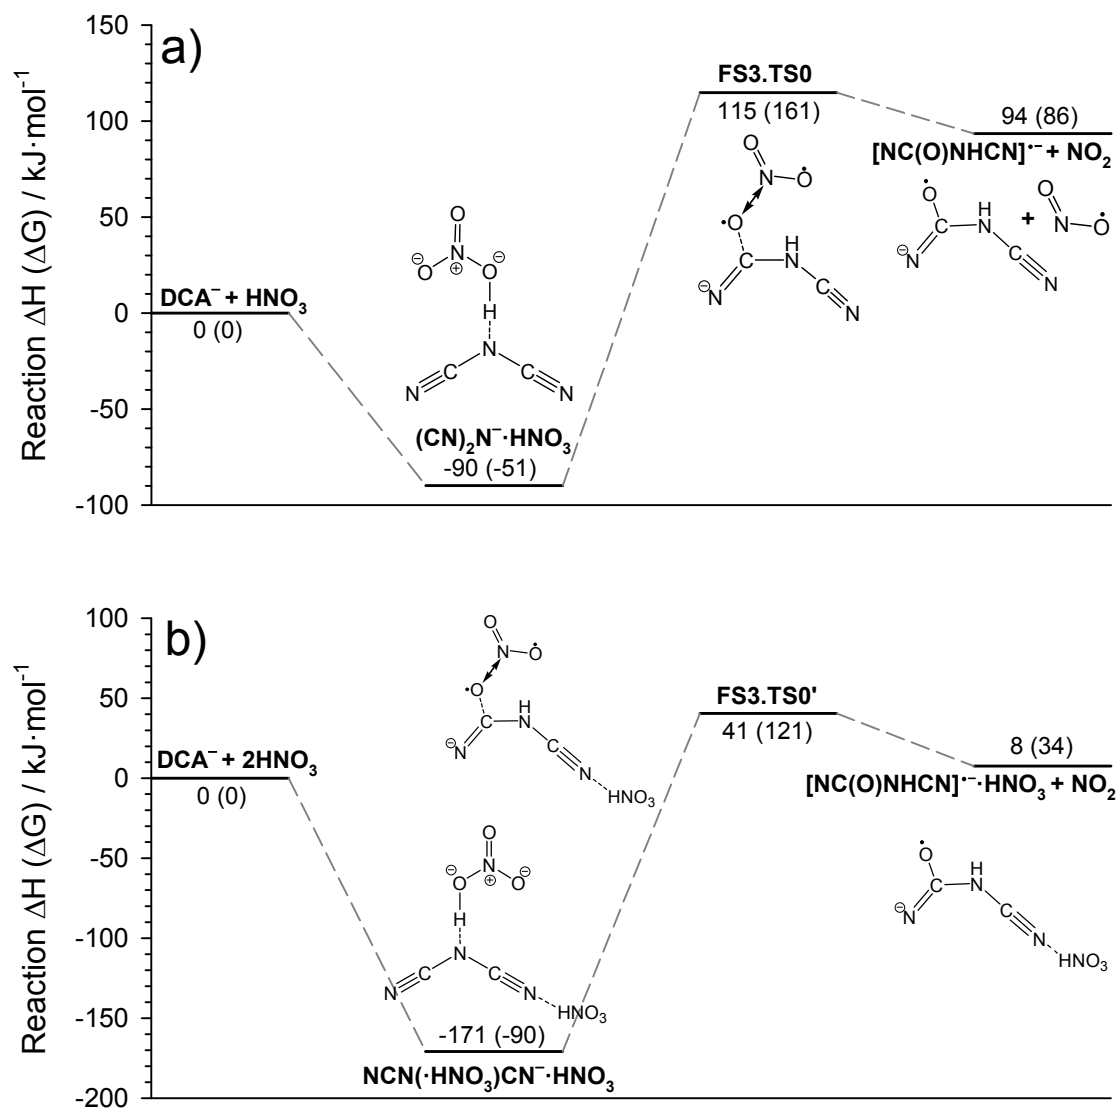 a)
Reaction ΔH (ΔG) / kJ·mol⁻¹
150
100
50
0
-50
-100
DCA⁻ + HNO₃
0 (0)
O
⊖O N⊕ O⊖
H
N
N C C N
(CN)₂N⁻·HNO₃
-90 (-51)
FS3.TS0
115 (161)
O
N O·
·O
H
C N
⊖N C
N
94 (86)
[NC(O)NHCN]·⁻ + NO₂
·
O O
H +
C N N O·
⊖N C
N
b)
Reaction ΔH (ΔG) / kJ·mol⁻¹
100
50
0
-50
-100
-150
-200
DCA⁻ + 2HNO₃
0 (0)
O
N O·
·O
H
C N
⊖N C
N
HNO₃
O
⊖O N⊕ O⊖
H
N
N C C N
HNO₃
-171 (-90)
NCN(·HNO₃)CN⁻·HNO₃
FS3.TS0'
41 (121)
8 (34)
[NC(O)NHCN]·⁻·HNO₃ + NO₂
·
O
H
C N
⊖N C
N
HNO₃